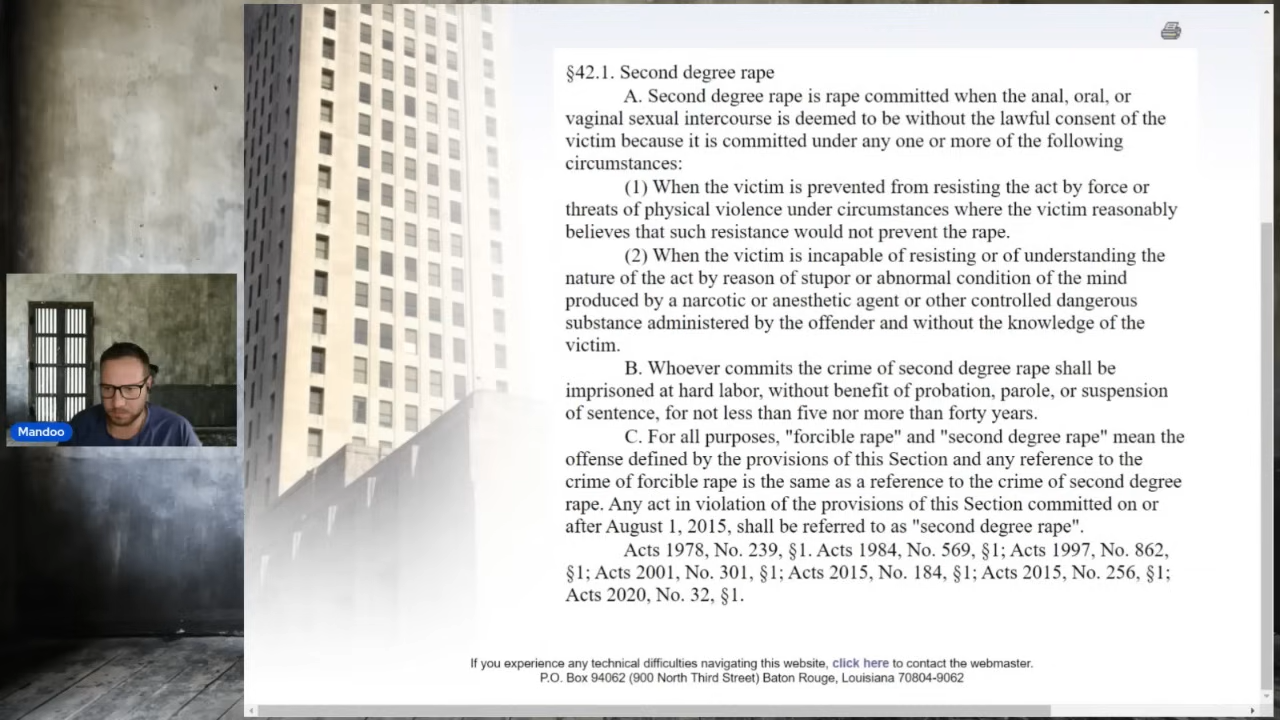 §42.1. Second degree rape
A. Second degree rape is rape committed when the anal, oral, or
vaginal sexual intercourse is deemed to be without the lawful consent of the
victim because it is committed under any one or more of the following
circumstances:
(1) When the victim is prevented from resisting the act by force or
threats of physical violence under circumstances where the victim reasonably
believes that such resistance would not prevent the rape.
(2) When the victim is incapable of resisting or of understanding the
nature of the act by reason of stupor or abnormal condition of the mind
produced by a narcotic or anesthetic agent or other controlled dangerous
substance administered by the offender and without the knowledge of the
victim.
B. Whoever commits the crime of second degree rape shall be
imprisoned at hard labor, without benefit of probation, parole, or suspension
of sentence, for not less than five nor more than forty years.
C. For all purposes, "forcible rape" and "second degree rape" mean the
offense defined by the provisions of this Section and any reference to the
crime of forcible rape is the same as a reference to the crime of second degree
rape. Any act in violation of the provisions of this Section committed on or
after August 1, 2015, shall be referred to as "second degree rape".
Acts 1978, No. 239, §1. Acts 1984, No. 569, §1; Acts 1997, No. 862,
§1; Acts 2001, No. 301, §1; Acts 2015, No. 184, §1; Acts 2015, No. 256, §1;
Acts 2020, No. 32, §1.
Mandoo
If you experience any technical difficulties navigating this website, click here to contact the webmaster.
P.O. Box 94062 (900 North Third Street) Baton Rouge, Louisiana 70804-9062